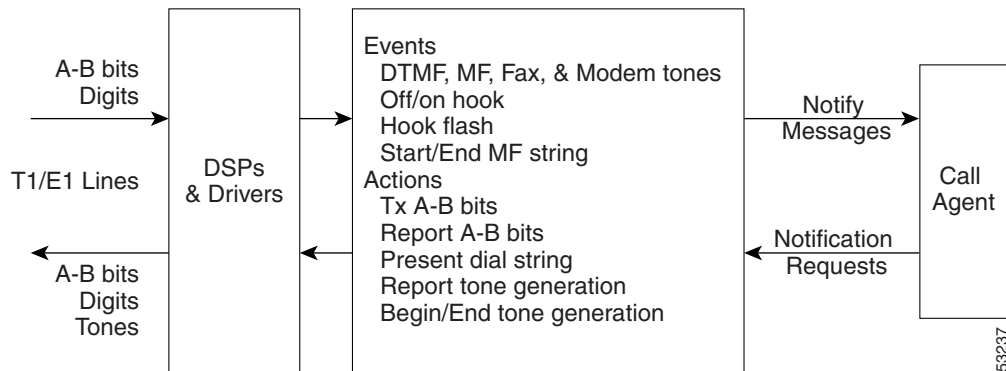 A-B bits
Digits
T1/E1 Lines
A-B bits
Digits
Tones
DSPs
& Drivers
Events
DTMF, MF, Fax, & Modem tones
Off/on hook
Hook flash
Start/End MF string
Actions
Tx A-B bits
Report A-B bits
Present dial string
Report tone generation
Begin/End tone generation
Notify
Messages
Notification
Requests
Call
Agent
53237